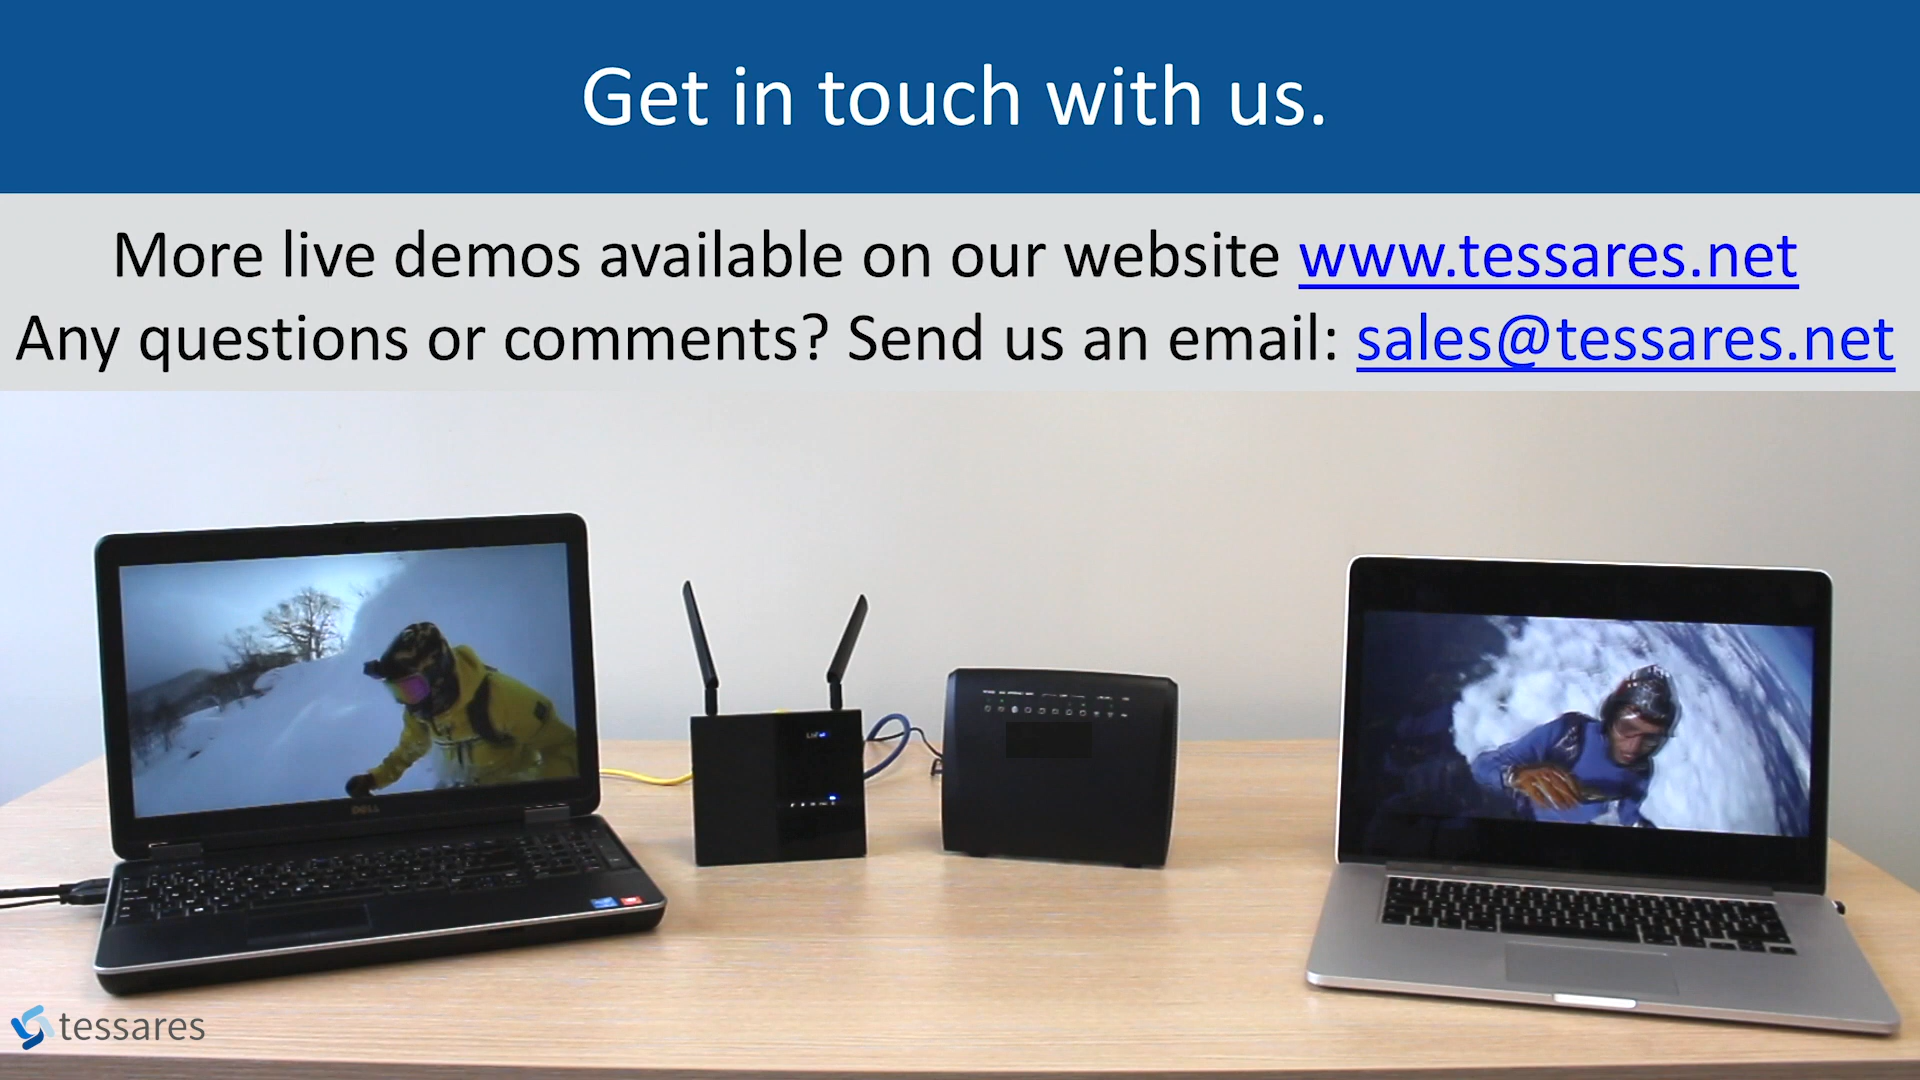 Get in touch with us.
More live demos available on our website www.tessares.net
Any questions or comments? Send us an email: sales@tessares.net
DELL
tessares